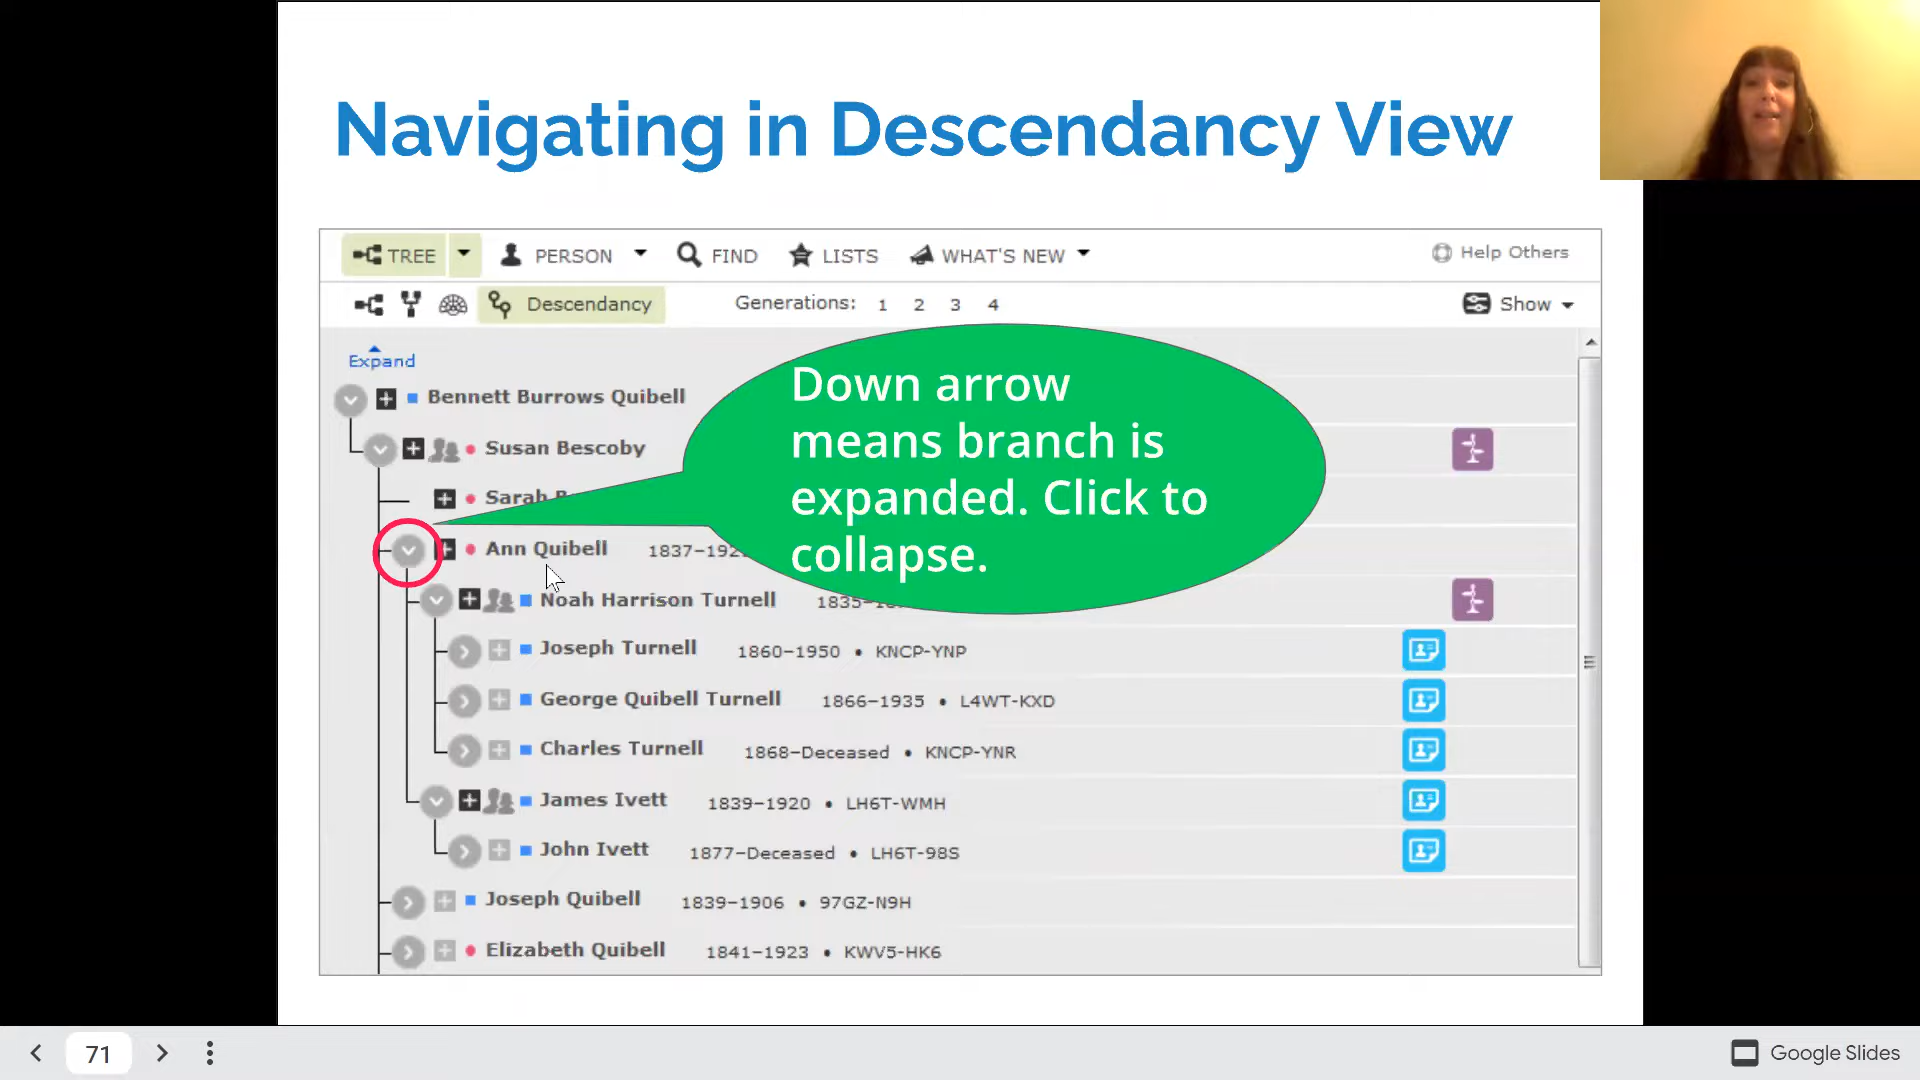 Navigating in Descendancy View
TREE PERSON FIND LISTS WHAT'S NEW Help Others
Descendancy Generations: 1 2 3 4 Show
Expand
Bennett Burrows Quibell
Susan Bescoby
Sarah
Ann Quibell 1837-192
Noah Harrison Turnell 1835-
Joseph Turnell 1860-1950 • KNCP-YNP
George Quibell Turnell 1866-1935 • L4WT-KXD
Charles Turnell 1868-Deceased • KNCP-YNR
James Ivett 1839-1920 • LH6T-WMH
John Ivett 1877-Deceased • LH6T-98S
Joseph Quibell 1839-1906 • 97GZ-N9H
Elizabeth Quibell 1841-1923 • KWV5-HK6
Down arrow
means branch is
expanded. Click to
collapse.
71
Google Slides